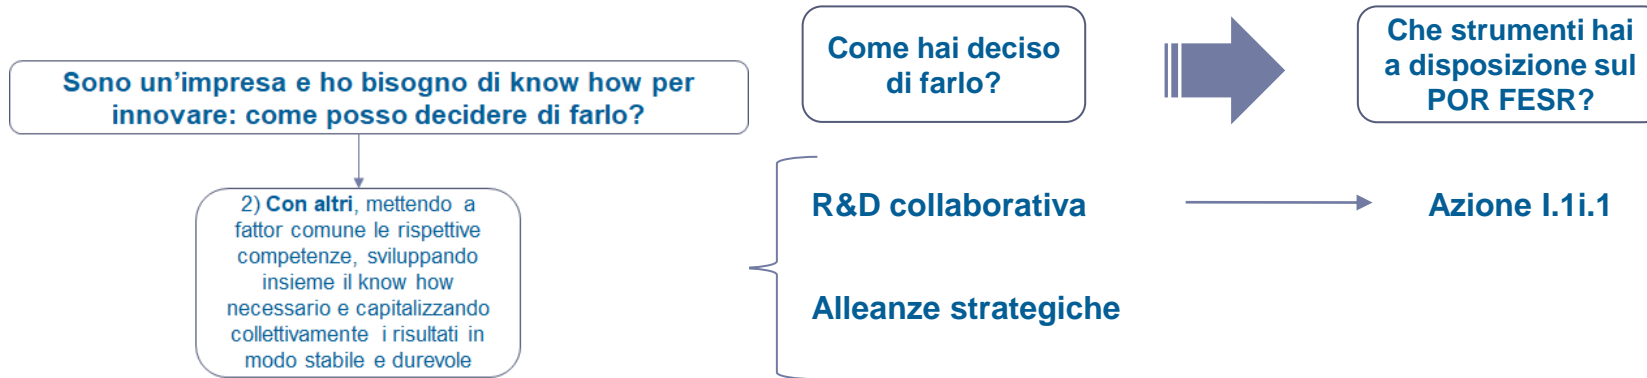 Sono un'impresa e ho bisogno di know how per
innovare: come posso decidere di farlo?
2) Con altri, mettendo a
fattor comune le rispettive
competenze, sviluppando
insieme il know how
necessario e capitalizzando
collettivamente i risultati in
modo stabile e durevole
Come hai deciso
di farlo?
Che strumenti hai
a disposizione sul
POR FESR?
R&D collaborativa
Azione I.1i.1
Alleanze strategiche